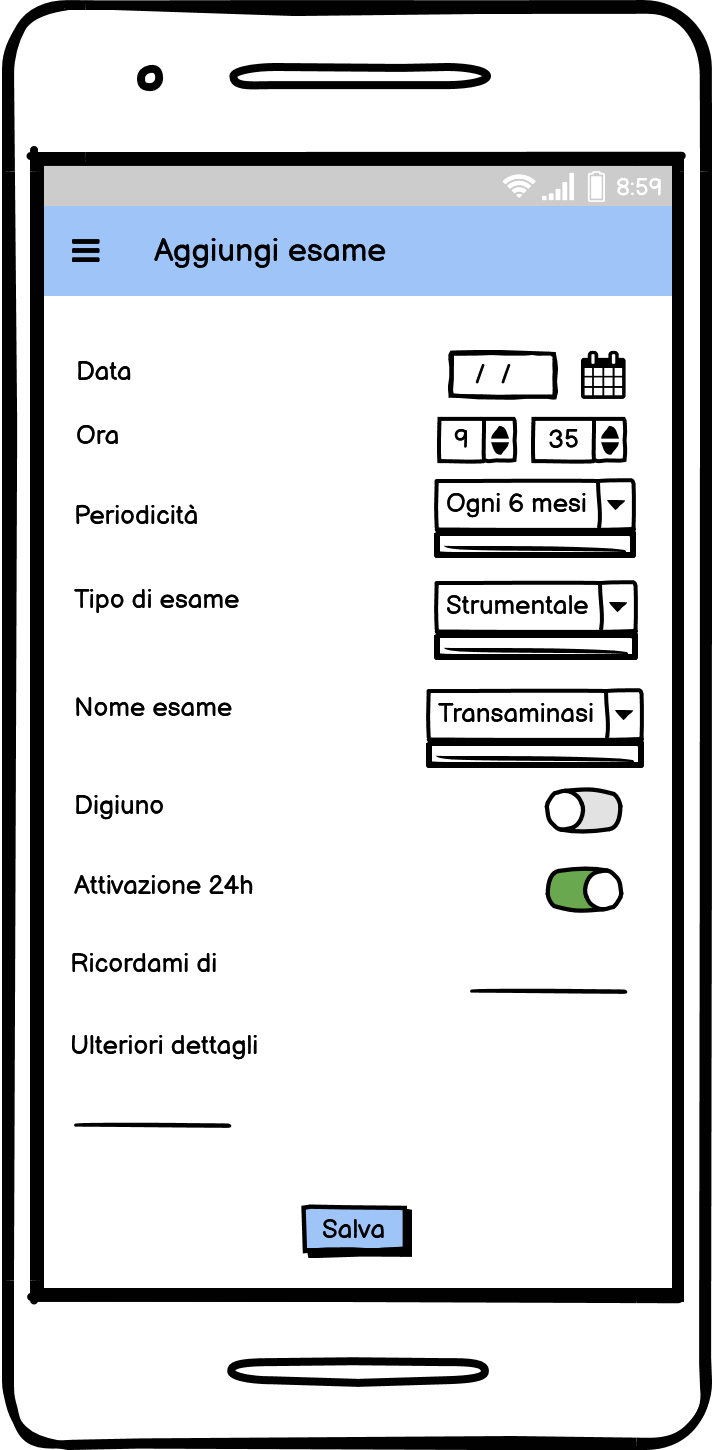 8:59
Aggiungi esame
Data / /
Ora 9 35
Periodicità Ogni 6 mesi
Tipo di esame Strumentale
Nome esame Transaminasi
Digiuno
Attivazione 24h
Ricordami di
Ulteriori dettagli
Salva